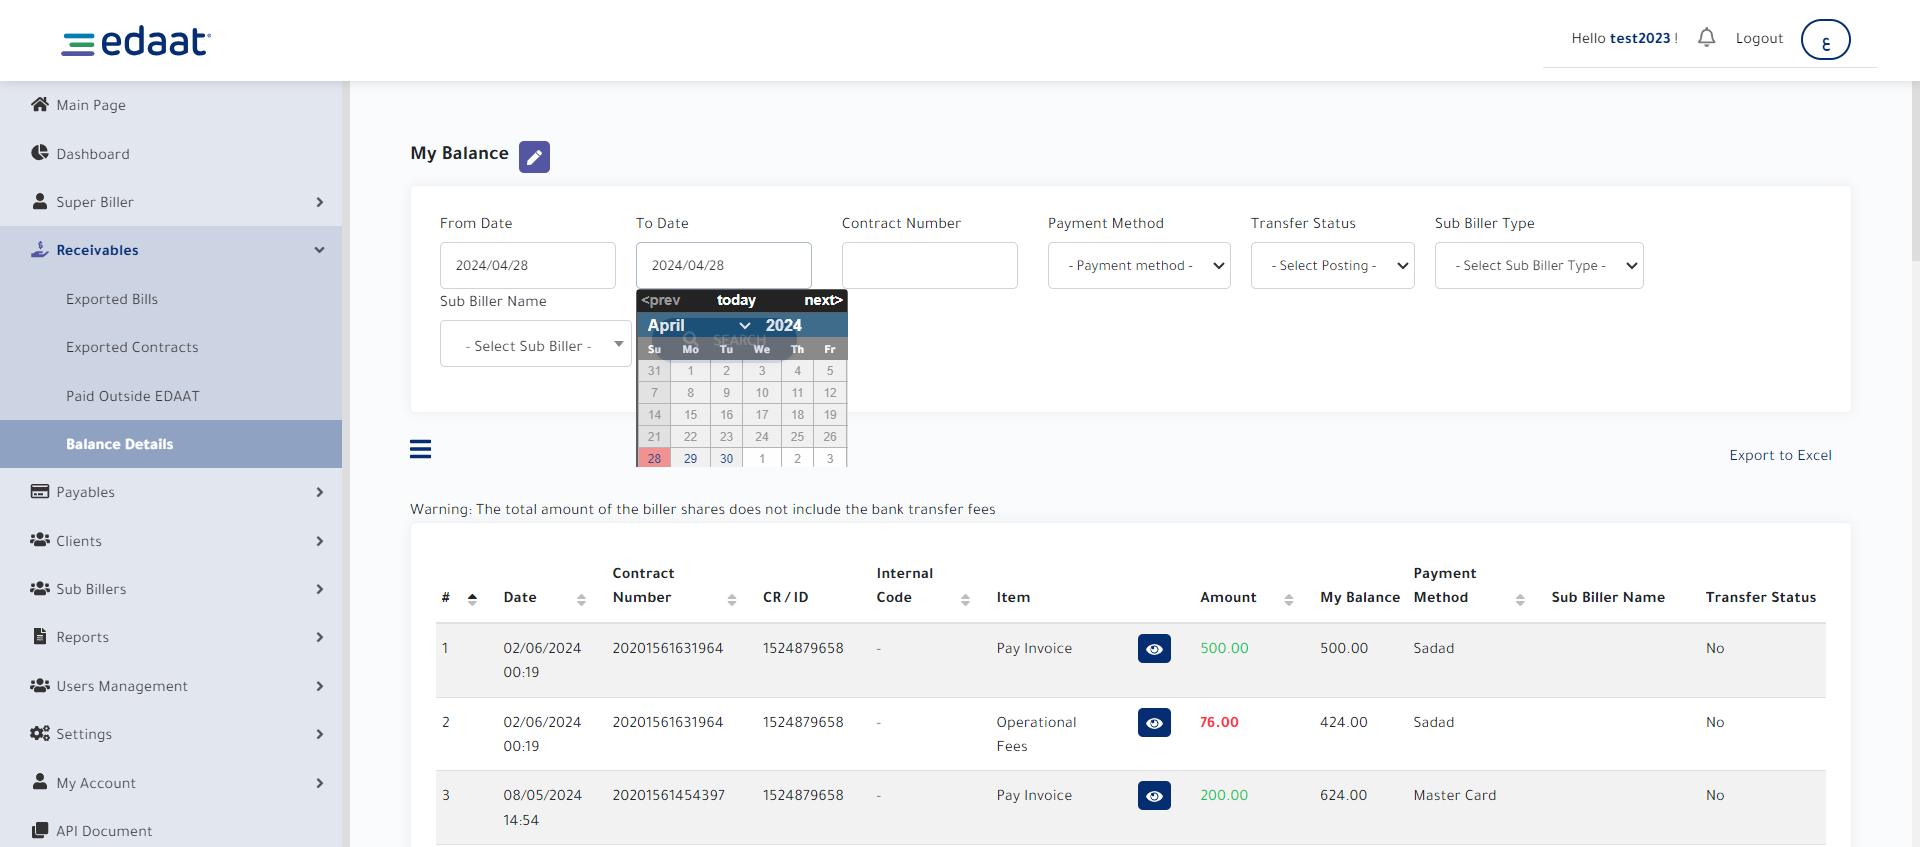 edaat
Hello test2023 !
Logout
ع
Main Page
Dashboard
Super Biller
Receivables
Exported Bills
Exported Contracts
Paid Outside EDAAT
Balance Details
Payables
Clients
Sub Billers
Reports
Users Management
Settings
My Account
API Document
My Balance
From Date To Date Contract Number Payment Method Transfer Status Sub Biller Type
2024/04/28 2024/04/28 - Payment method - - Select Posting - - Select Sub Biller Type -
Sub Biller Name
- Select Sub Biller -
<prev today next>
April 2024
SEARCH
Su Mo Tu We Th Fr
31 1 2 3 4 5
7 8 9 10 11 12
14 15 16 17 18 19
21 22 23 24 25 26
28 29 30 1 2 3
Export to Excel
Warning: The total amount of the biller shares does not include the bank transfer fees
# Date Contract Number CR / ID Internal Code Item Amount My Balance Payment Method Sub Biller Name Transfer Status
1 02/06/2024 20201561631964 1524879658 - Pay Invoice 500.00 500.00 Sadad No
00:19
2 02/06/2024 20201561631964 1524879658 - Operational 76.00 424.00 Sadad No
00:19 Fees
3 08/05/2024 20201561454397 1524879658 - Pay Invoice 200.00 624.00 Master Card No
14:54